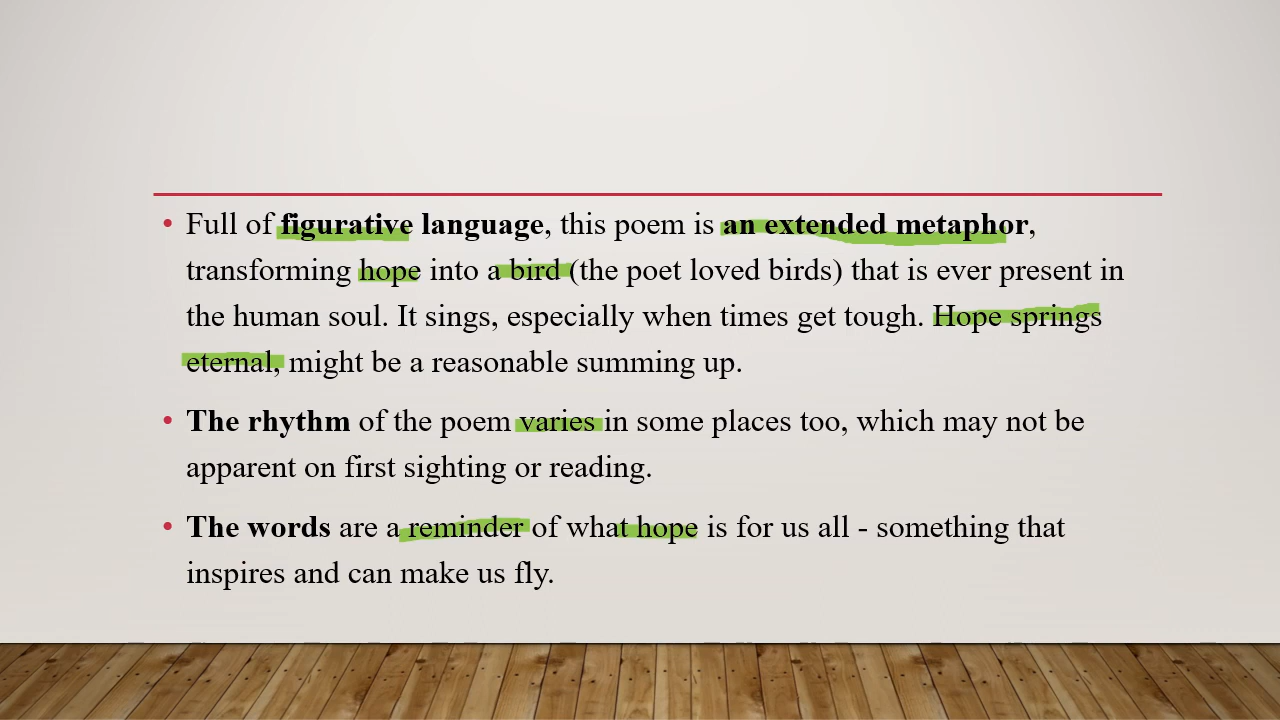 • Full of figurative language, this poem is an extended metaphor,
transforming hope into a bird (the poet loved birds) that is ever present in
the human soul. It sings, especially when times get tough. Hope springs
eternal, might be a reasonable summing up.
• The rhythm of the poem varies in some places too, which may not be
apparent on first sighting or reading.
• The words are a reminder of what hope is for us all - something that
inspires and can make us fly.